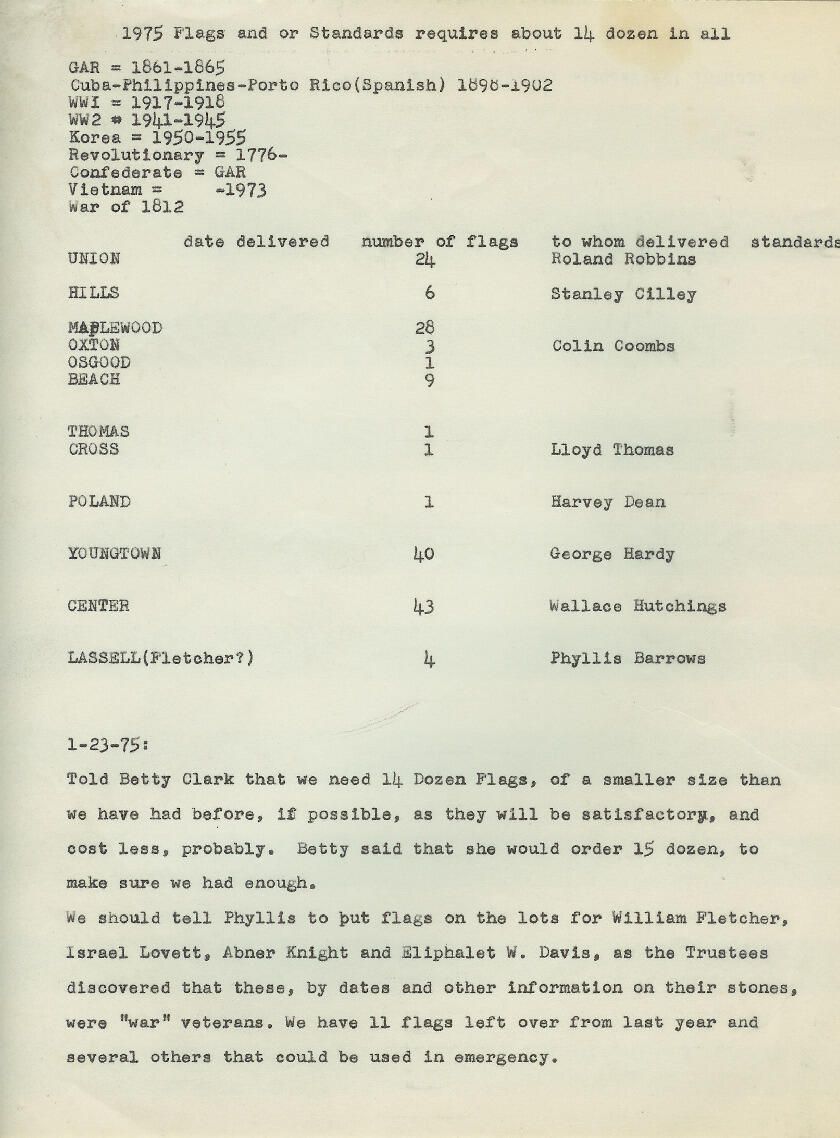 1975 Flags and or Standards requires about 14 dozen in all
GAR = 1861-1865
Cuba-Philippines-Porto Rico(Spanish) 1898-1902
WWI = 1917-1918
WW2 = 1941-1945
Korea = 1950-1955
Revolutionary = 1776-
Confederate = GAR
Vietnam = -1973
War of 1812
date delivered number of flags to whom delivered standards
UNION 24 Roland Robbins
HILLS 6 Stanley Cilley
MAPLEWOOD 28
OXTON 3 Colin Coombs
OSGOOD 1
BEACH 9
THOMAS 1
CROSS 1 Lloyd Thomas
POLAND 1 Harvey Dean
YOUNGTOWN 40 George Hardy
CENTER 43 Wallace Hutchings
LASSELL(Fletcher?) 4 Phyllis Barrows
1-23-75:
Told Betty Clark that we need 14 Dozen Flags, of a smaller size than
we have had before, if possible, as they will be satisfactory, and
cost less, probably. Betty said that she would order 15 dozen, to
make sure we had enough.
We should tell Phyllis to put flags on the lots for William Fletcher,
Israel Lovett, Abner Knight and Eliphalet W. Davis, as the Trustees
discovered that these, by dates and other information on their stones,
were "war" veterans. We have 11 flags left over from last year and
several others that could be used in emergency.